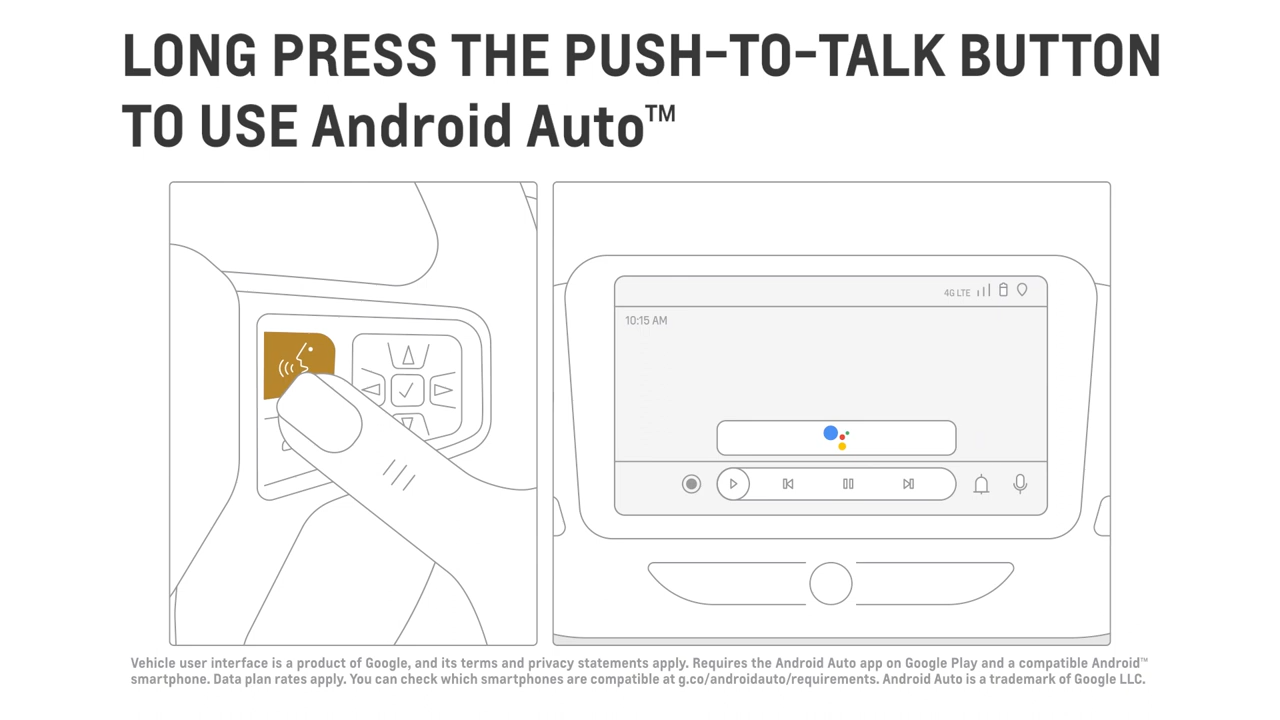 LONG PRESS THE PUSH-TO-TALK BUTTON
TO USE Android Auto™
4G LTE
10:15 AM
Vehicle user interface is a product of Google, and its terms and privacy statements apply. Requires the Android Auto app on Google Play and a compatible Android™
smartphone. Data plan rates apply. You can check which smartphones are compatible at g.co/androidauto/requirements. Android Auto is a trademark of Google LLC.